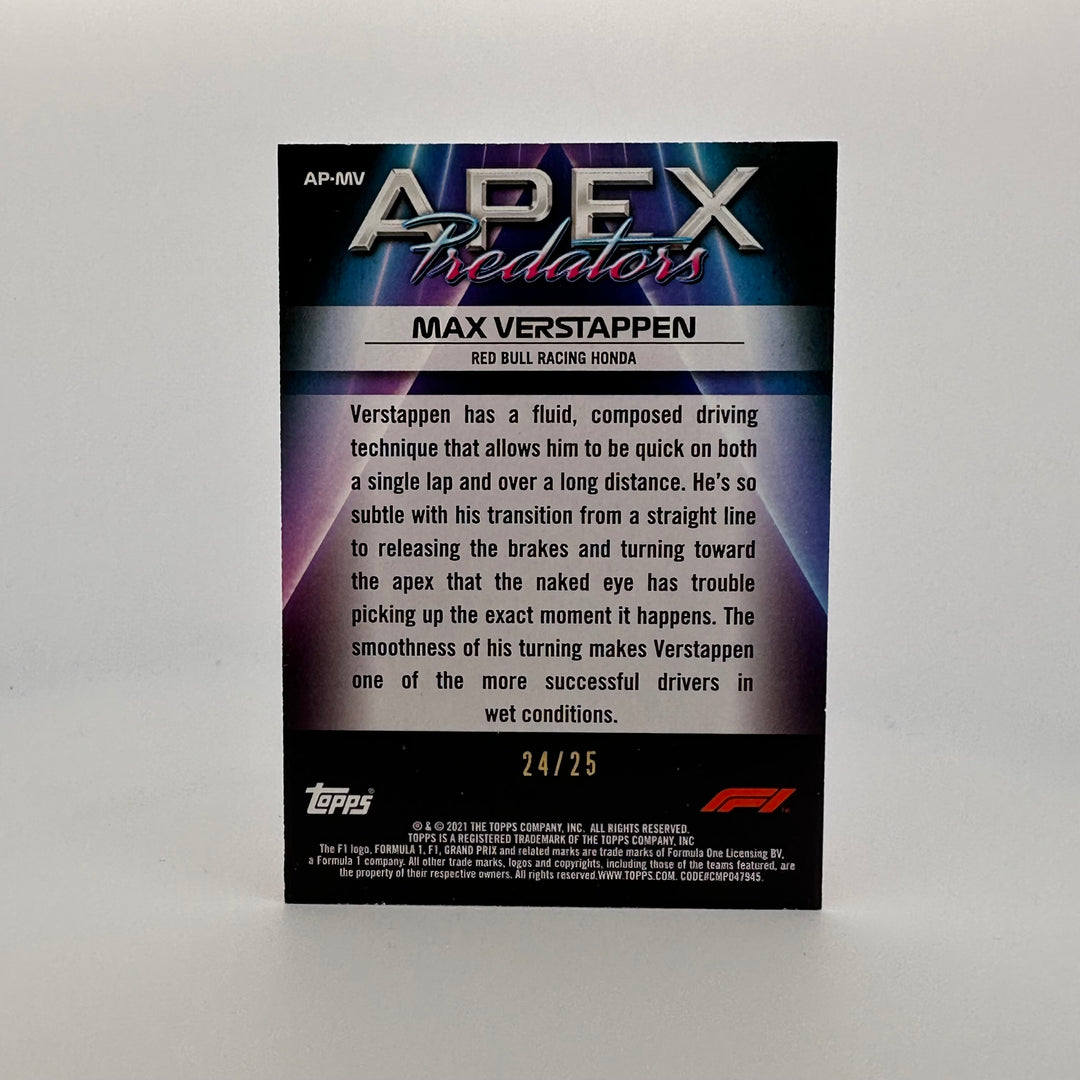 AP-MV
APEX
Predators
MAX VERSTAPPEN
RED BULL RACING HONDA
Verstappen has a fluid, composed driving
technique that allows him to be quick on both
a single lap and over a long distance. He's so
subtle with his transition from a straight line
to releasing the brakes and turning toward
the apex that the naked eye has trouble
picking up the exact moment it happens. The
smoothness of his turning makes Verstappen
one of the more successful drivers in
wet conditions.
24/25
Topps®
F1™
® & © 2021 THE TOPPS COMPANY, INC. ALL RIGHTS RESERVED.
TOPPS IS A REGISTERED TRADEMARK OF THE TOPPS COMPANY, INC
The F1 logo, FORMULA 1, F1, GRAND PRIX and related marks are trade marks of Formula One Licensing BV,
a Formula 1 company. All other trade marks, logos and copyrights, including those of the teams featured, are
the property of their respective owners. All rights reserved.WWW.TOPPS.COM. CODE#CMP047945.